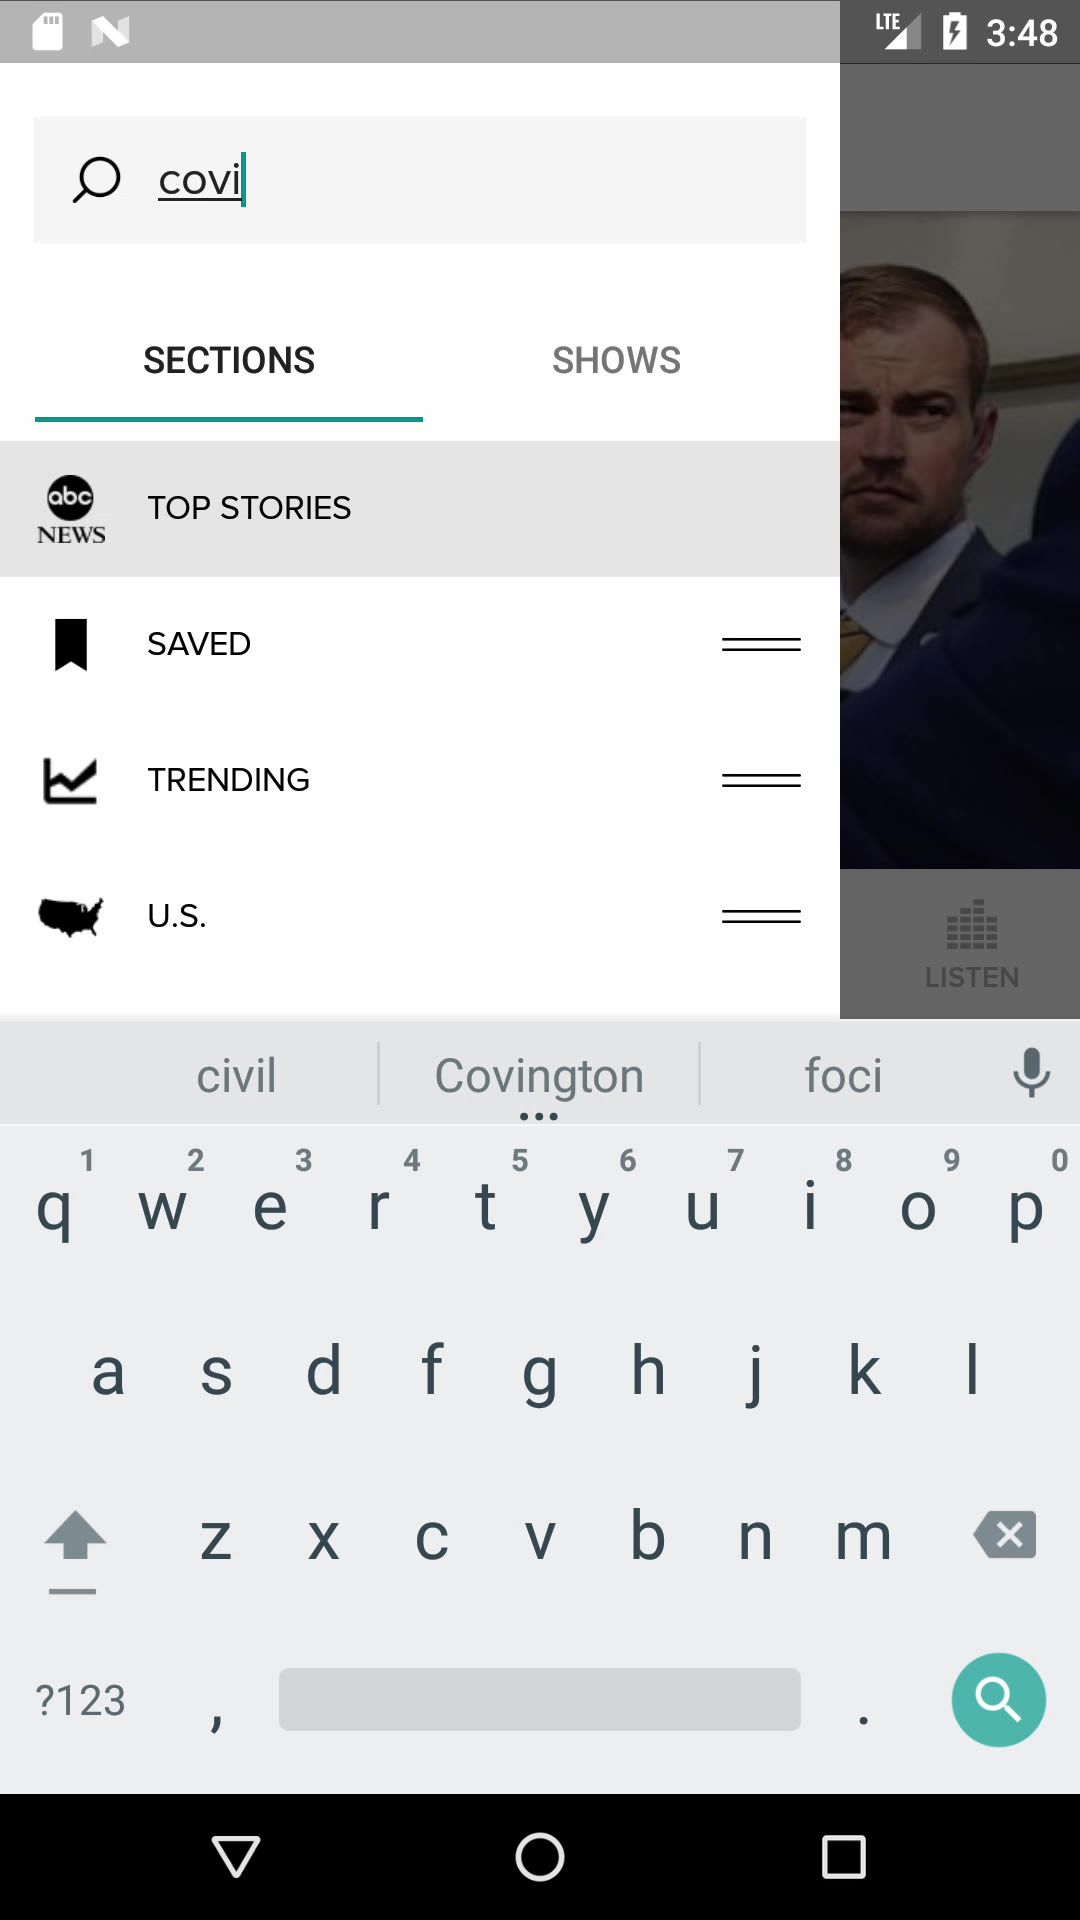 LTE 3:48
covi
SECTIONS SHOWS
abc NEWS TOP STORIES
SAVED
TRENDING
U.S.
LISTEN
civil Covington foci
1 2 3 4 5 6 7 8 9 0
q w e r t y u i o p
a s d f g h j k l
z x c v b n m
?123 , .